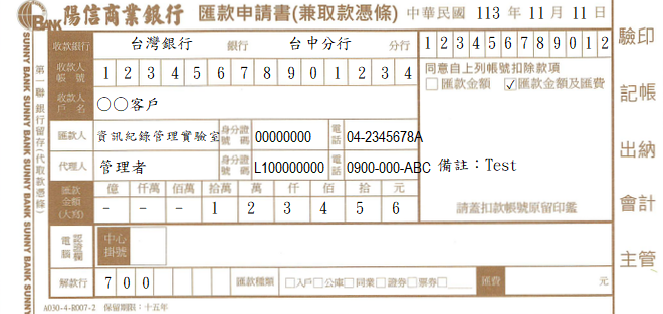 陽信商業銀行 匯款申請書(兼取款憑條) 中華民國 113 年 11 月 11 日
BANK
SUNNY BANK SUNNY BANK SUNNY BANK SUNNY BANK SUNNY
第一聯：銀行留存(代取款憑條)
收款銀行 台灣銀行 銀行 台中分行 分行 1 2 3 4 5 6 7 8 9 0 1 2
收款人帳號 1 2 3 4 5 6 7 8 9 0 1 2 3 4
同意自上列帳號扣除款項
□匯款金額 ☑匯款金額及匯費
收款人戶名 ○○客戶
匯款人 資訊紀錄管理實驗室 身分證號碼 00000000 電話 04-2345678A
代理人 管理者 身分證號碼 L100000000 電話 0900-000-ABC 備註：Test
匯款金額(大寫) 億 仟萬 佰萬 拾萬 萬 仟 佰 拾 元
- - - 1 2 3 4 5 6
請蓋扣款帳號原留印鑑
電腦認證欄 中心掛號
解款行 7 0 0 匯款種類 □入戶□公庫□同業□證券□票券□ 匯費 元
A030-4-R007-2 保留期限：十五年
驗印
記帳
出納
會計
主管